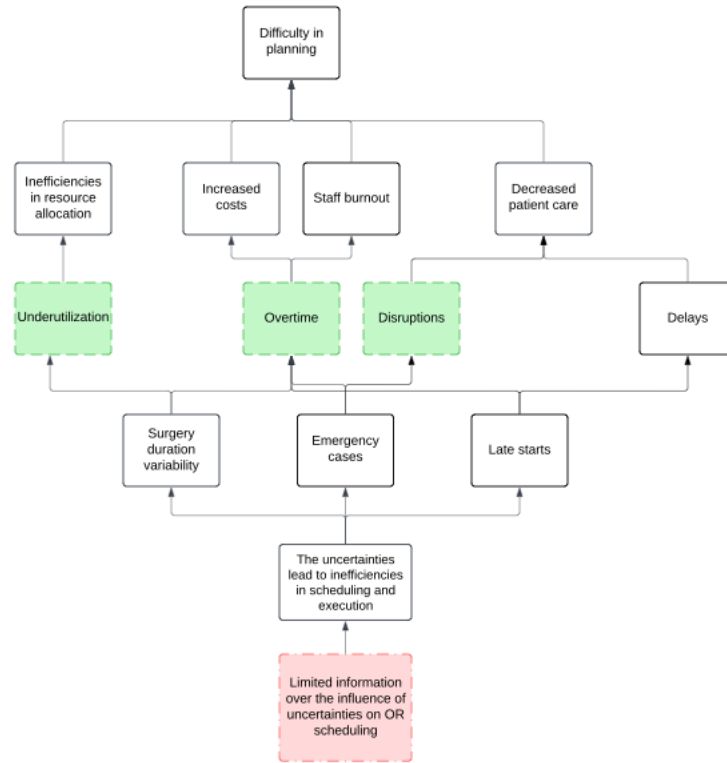 Difficulty in
planning
Inefficiencies
in resource
allocation
Increased
costs
Staff burnout
Decreased
patient care
Underutilization
Overtime
Disruptions
Delays
Surgery
duration
variability
Emergency
cases
Late starts
The uncertainties
lead to inefficiencies
in scheduling and
execution
Limited information
over the influence of
uncertainties on OR
scheduling